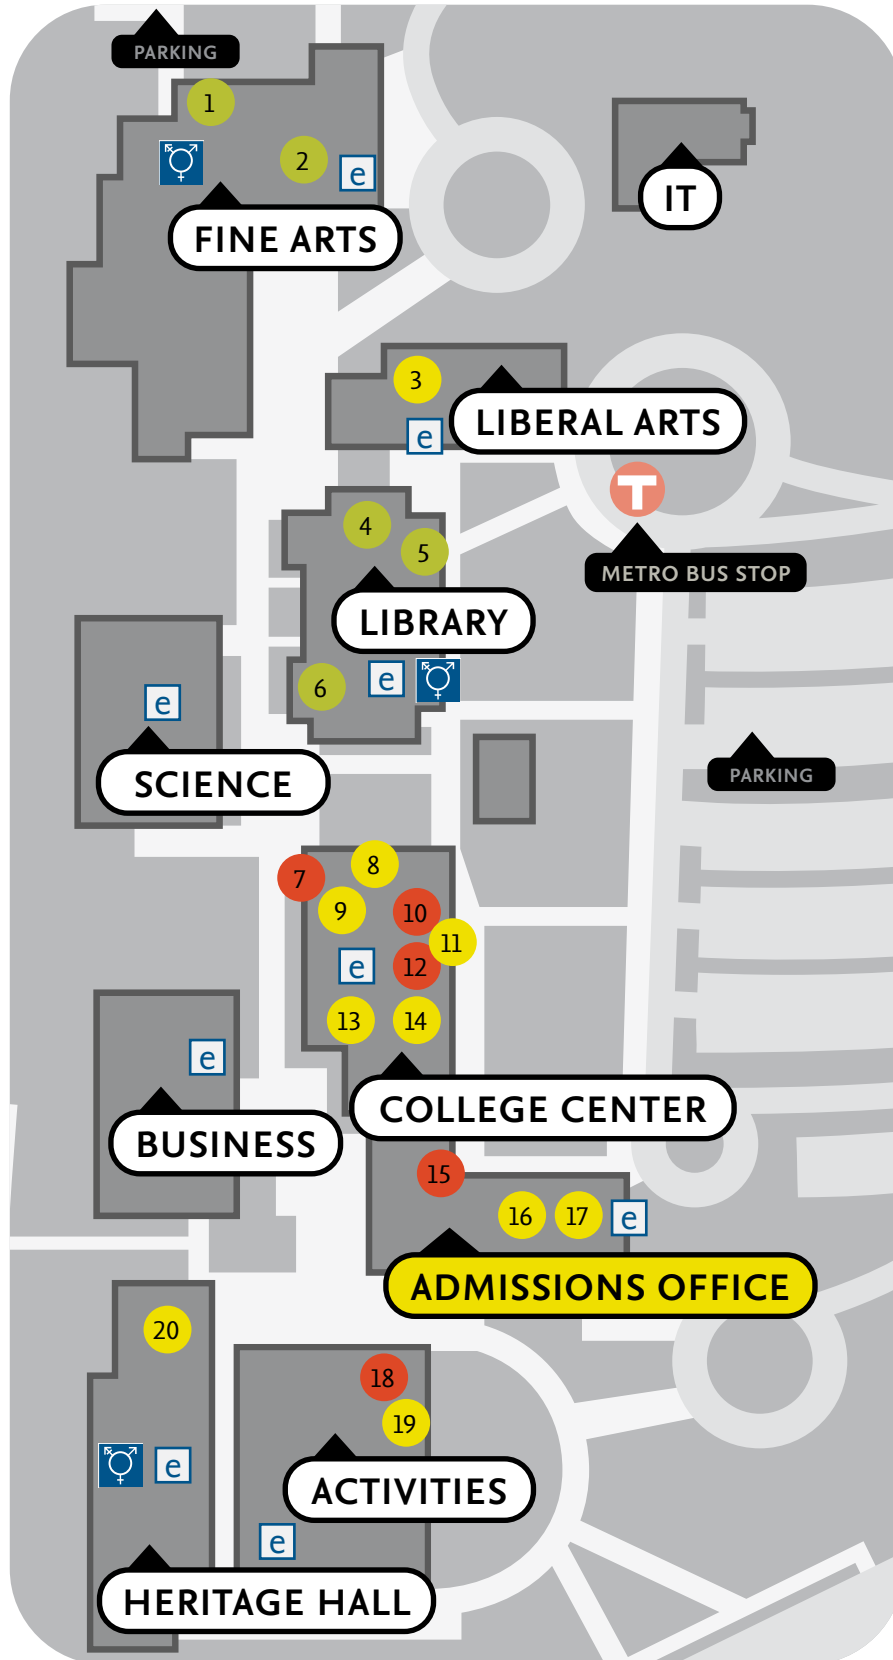 PARKING
1
2
e
FINE ARTS
IT
3
LIBERAL ARTS
e
T
METRO BUS STOP
4
5
LIBRARY
6
e
e
SCIENCE
PARKING
7
8
9
10
11
e
12
13
14
COLLEGE CENTER
e
BUSINESS
15
16
17
e
ADMISSIONS OFFICE
20
18
19
e
ACTIVITIES
e
HERITAGE HALL